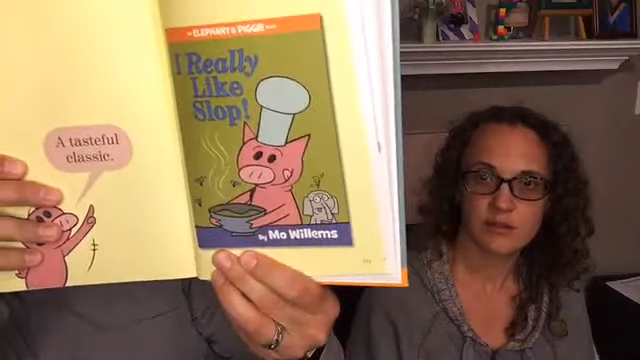 A tasteful
classic.
AN ELEPHANT & PIGGIE BOOK
I Really
Like
Slop!
By Mo Willems